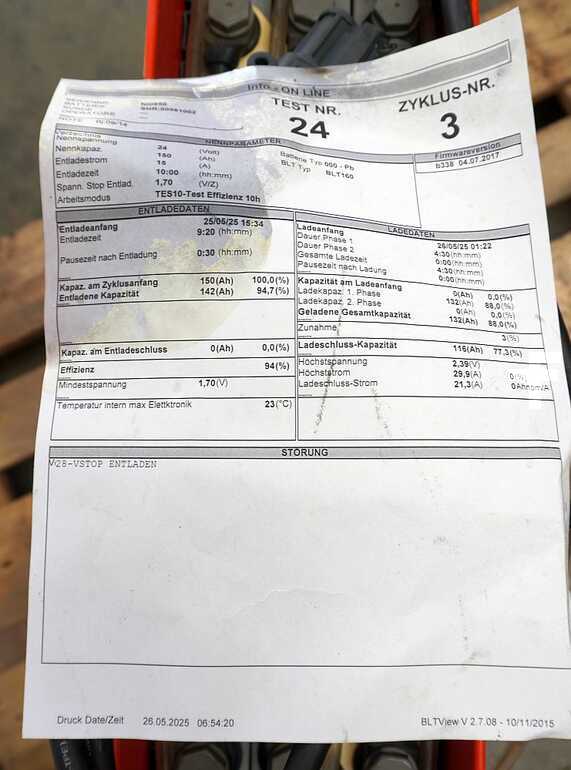 Info - ON LINE
TEST NR.
24
ZYKLUS-NR.
3
NENNPARAMETER
Nennspannung 24 (Volt) Batterie Typ 000 - Pb
Nennkapaz. 150 (Ah) BLT Typ BLT160
Entladestrom 15 (A)
Entladezeit 10:00 (hh:mm)
Spann. Stop Entlad. 1,70 (V/Z)
Arbeitsmodus TES10-Test Effizienz 10h
Firmwareversion
b338 04.07.2017
ENTLADEDATEN
Entladeanfang 25/05/25 15:34
Entladezeit 9:20 (hh:mm)
Pausezeit nach Entladung 0:30 (hh:mm)
Kapaz. am Zyklusanfang 150(Ah) 100,0(%)
Entladene Kapazität 142(Ah) 94,7(%)
Kapaz. am Entladeschluss 0(Ah) 0,0(%)
Effizienz 94(%)
Mindestspannung 1,70(V)
Temperatur intern max Elettktronik 23(°C)
LADEDATEN
Ladeanfang 26/05/25 01:22
Dauer Phase 1 4:30(hh:mm)
Dauer Phase 2 0:00(hh:mm)
Gesamte Ladezeit 4:30(hh:mm)
Pausezeit nach Ladung 0:00(hh:mm)
Kapazität am Ladeanfang 0(Ah) 0,0(%)
Ladekapaz. 1. Phase 132(Ah) 88,0(%)
Ladekapaz. 2. Phase 0(Ah) 0,0(%)
Geladene Gesamtkapazität 132(Ah) 88,0(%)
Zunahme 3(%)
Ladeschluss-Kapazität 116(Ah) 77,3(%)
Höchstspannung 2,39(V)
Höchststrom 29,9(A) 0(%)
Ladeschluss-Strom 21,3(A) 0Ahnom/A
STÖRUNG
V28-VSTOP ENTLADEN
Druck Date/Zeit 26.05.2025 06:54:20
BLTView V 2.7.08 - 10/11/2015